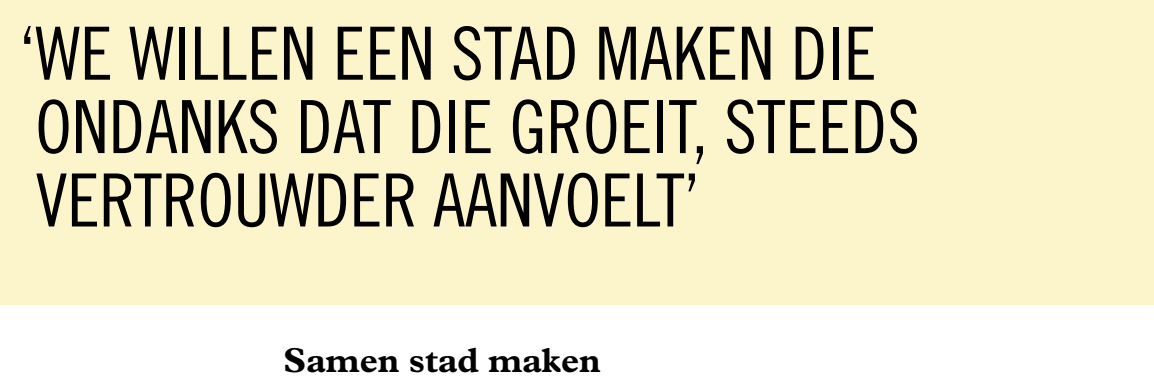 ‘WE WILLEN EEN STAD MAKEN DIE
ONDANKS DAT DIE GROEIT, STEEDS
VERTROUWDER AANVOELT’
Samen stad maken